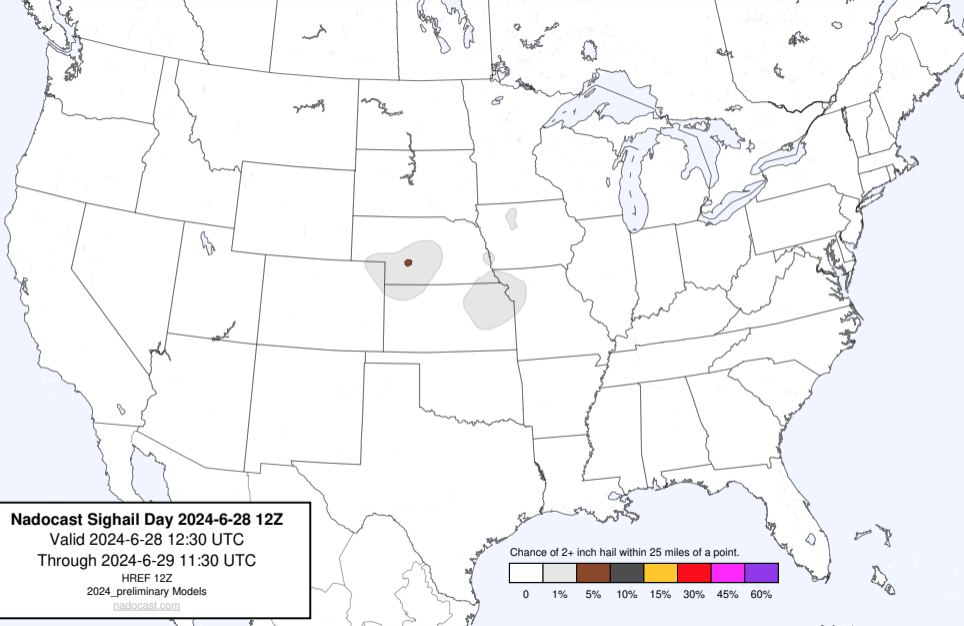 Nadocast Sighail Day 2024-6-28 12Z
Valid 2024-6-28 12:30 UTC
Through 2024-6-29 11:30 UTC
HREF 12Z
2024_preliminary Models
nadocast.com
Chance of 2+ inch hail within 25 miles of a point.
0 1% 5% 10% 15% 30% 45% 60%